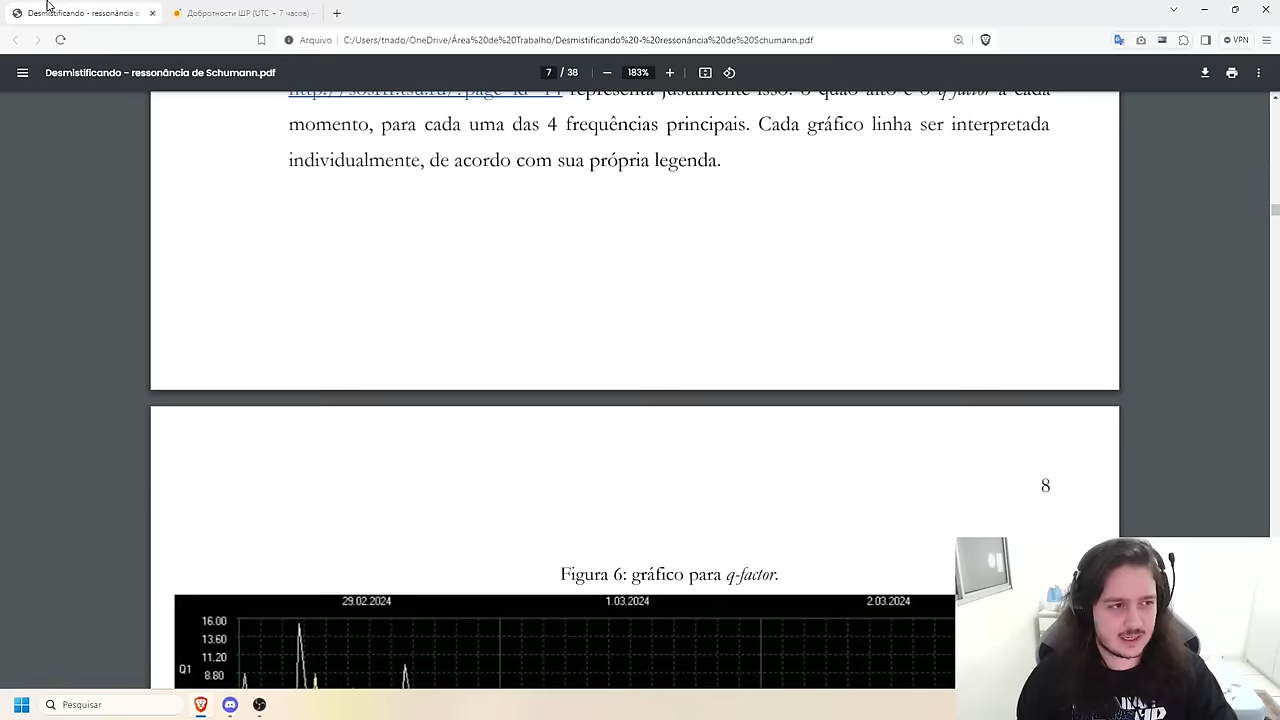 Desmistificando - ressonância d
Добротности ШР (UTC + 7 часов) -
Arquivo
C:/Users/tnado/OneDrive/Área%20de%20Trabalho/Desmistificando%20-%20ressonância%20de%20Schumann.pdf
VPN
Desmistificando - ressonância de Schumann.pdf
7 / 38
183%
representa justamente isso: o quão alto é o q-factor a cada
momento, para cada uma das 4 frequências principais. Cada gráfico linha ser interpretada
individualmente, de acordo com sua própria legenda.
8
Figura 6: gráfico para q-factor.
29.02.2024 1.03.2024 2.03.2024
16.00
13.60
11.20
Q1
8.80
Pesquisar